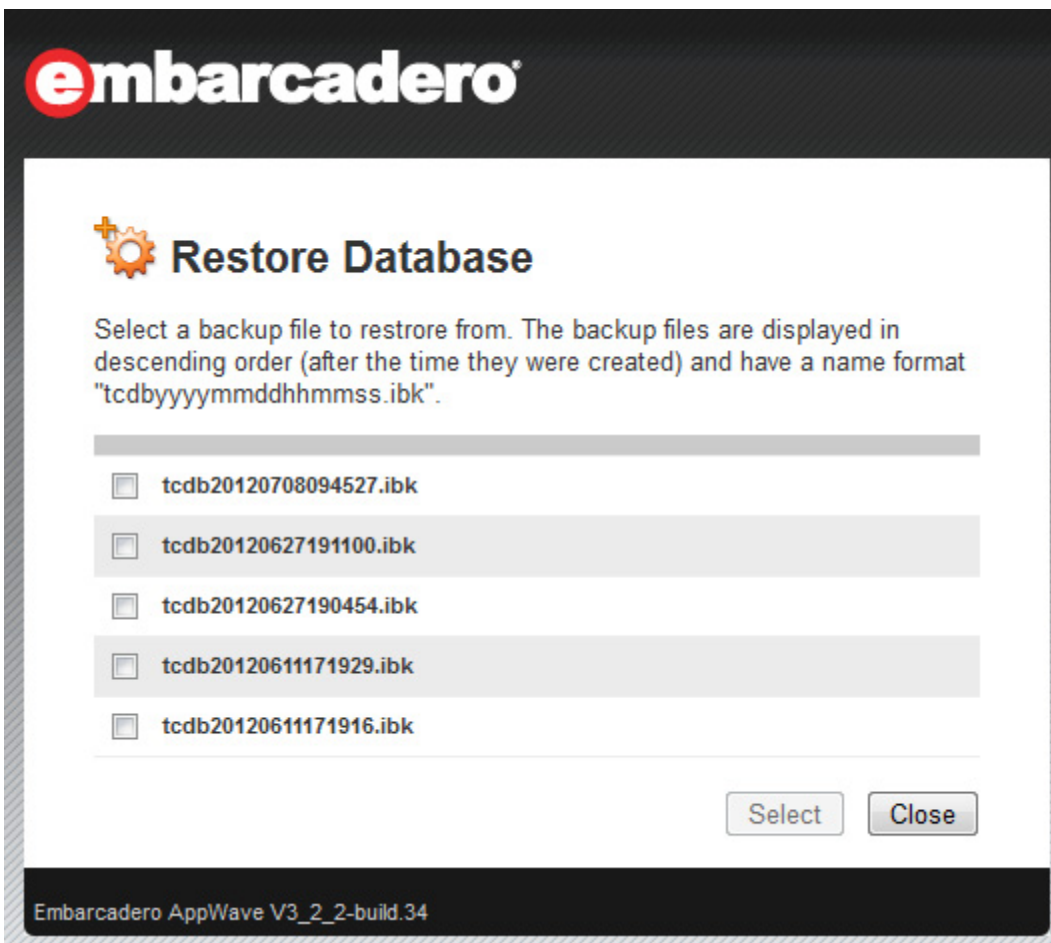 embarcadero
Restore Database
Select a backup file to restrore from. The backup files are displayed in
descending order (after the time they were created) and have a name format
"tcdbyyyymmddhhmmss.ibk".
tcdb20120708094527.ibk
tcdb20120627191100.ibk
tcdb20120627190454.ibk
tcdb20120611171929.ibk
tcdb20120611171916.ibk
Select Close
Embarcadero AppWave V3_2_2-build.34